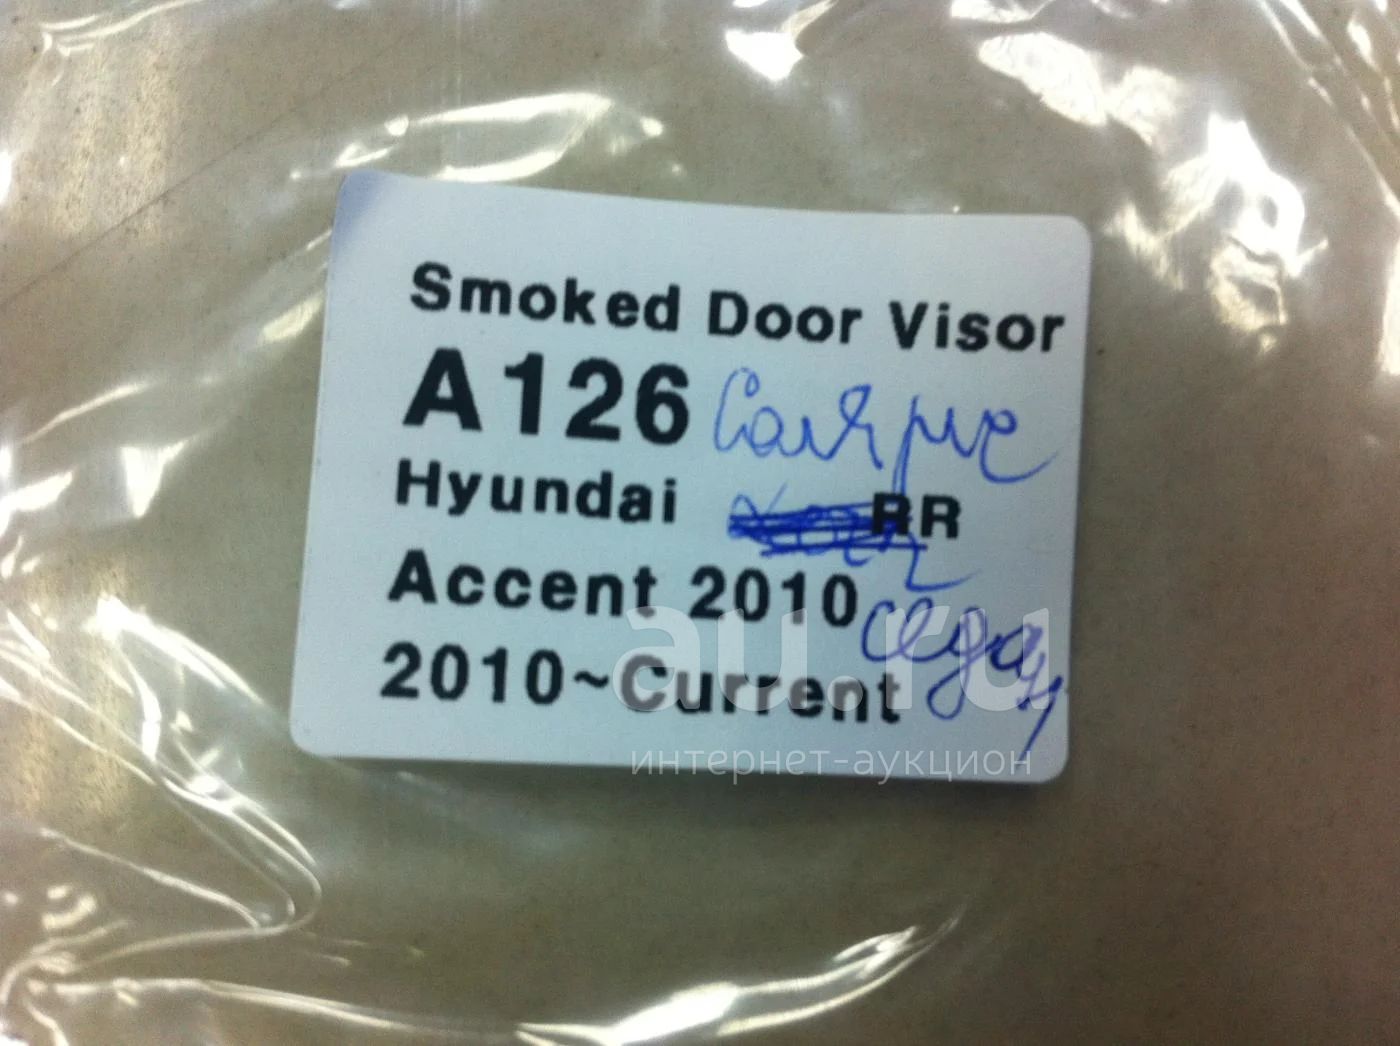 Smoked Door Visor
A126 Солярис
Hyundai RR
Accent 2010 седан
2010~Current
au.ru
интернет-аукцион